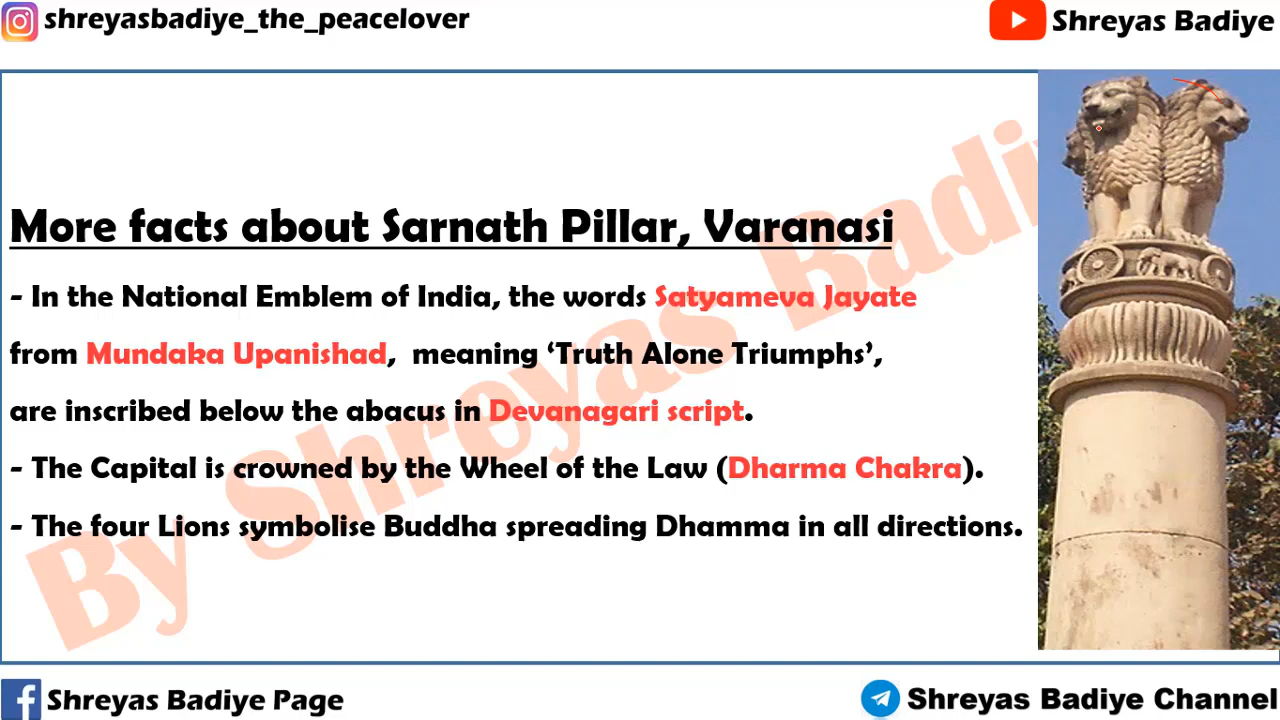 shreyasbadiye_the_peacelover
Shreyas Badiye
More facts about Sarnath Pillar, Varanasi
- In the National Emblem of India, the words Satyameva Jayate
from Mundaka Upanishad, meaning ‘Truth Alone Triumphs’,
are inscribed below the abacus in Devanagari script.
- The Capital is crowned by the Wheel of the Law (Dharma Chakra).
- The four Lions symbolise Buddha spreading Dhamma in all directions.
By Shreyas Badi
Shreyas Badiye Page
Shreyas Badiye Channel